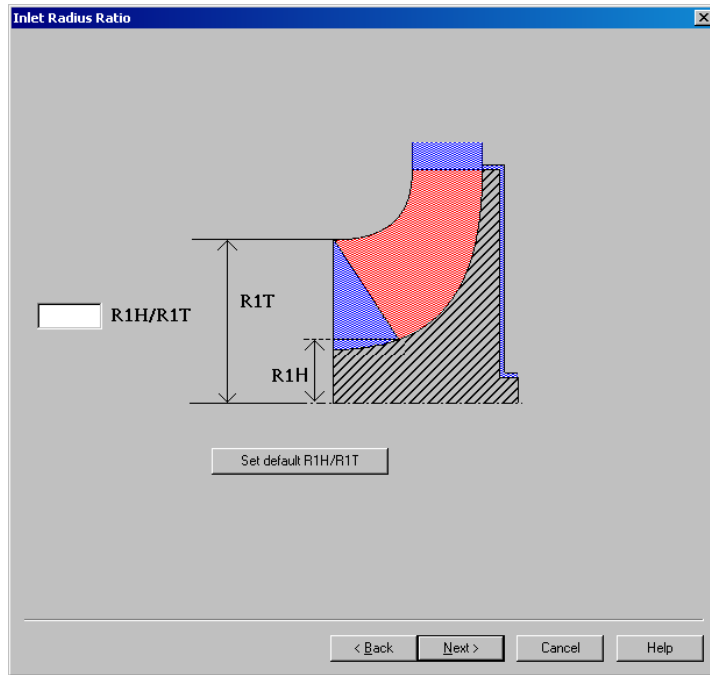 Inlet Radius Ratio
R1H/R1T
R1T
R1H
Set default R1H/R1T
< Back Next > Cancel Help